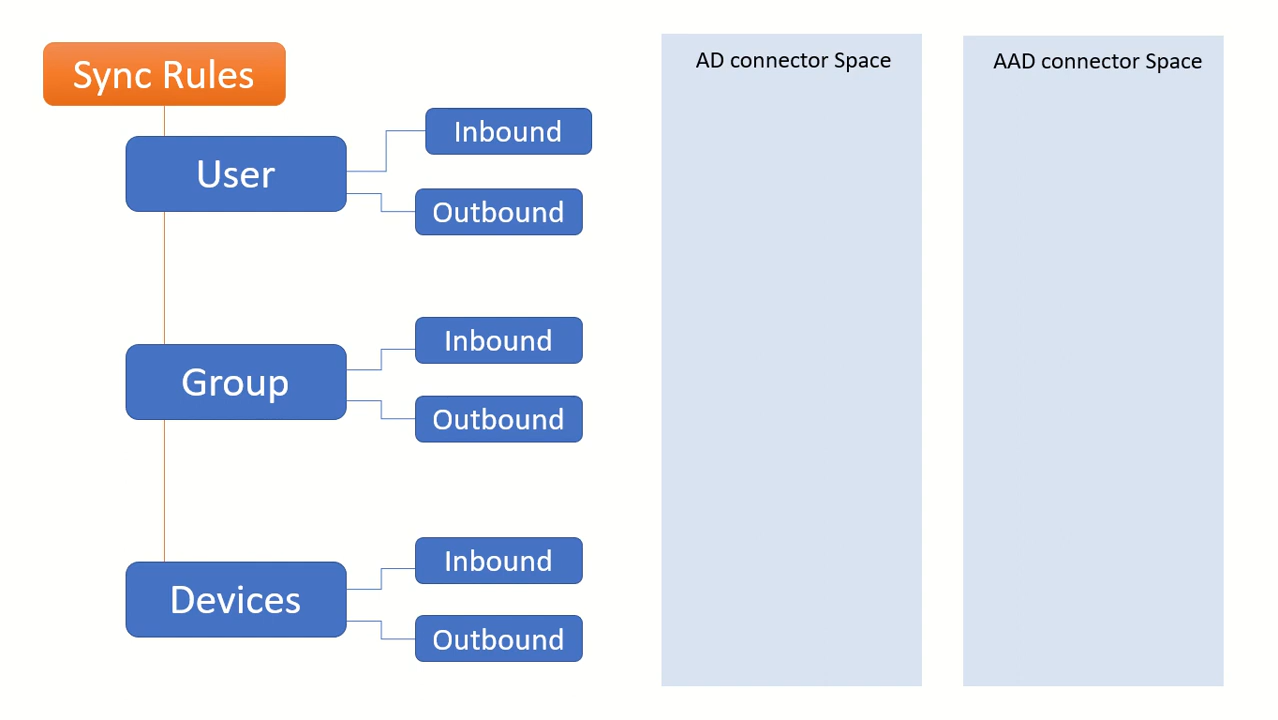 Sync Rules
User
Inbound
Outbound
Group
Inbound
Outbound
Devices
Inbound
Outbound
AD connector Space
AAD connector Space